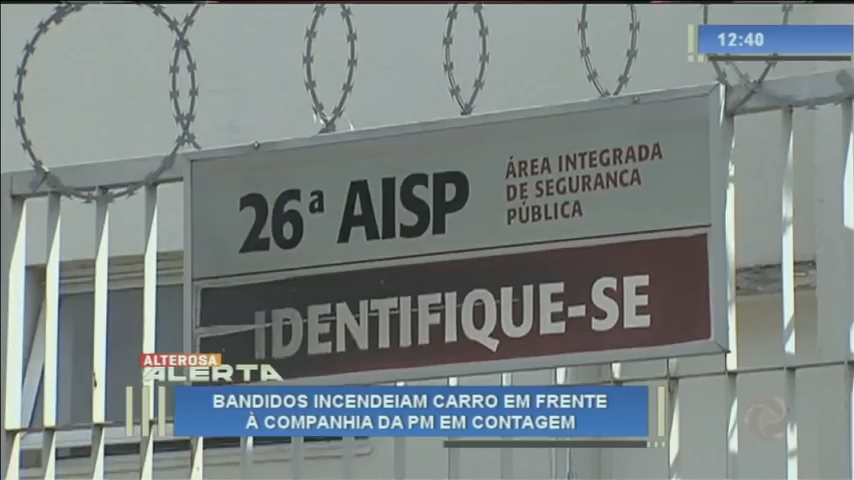 12:40
26ª AISP
ÁREA INTEGRADA
DE SEGURANCA
PÚBLICA
IDENTIFIQUE-SE
ALTEROSA
ALERTA
BANDIDOS INCENDEIAM CARRO EM FRENTE
À COMPANHIA DA PM EM CONTAGEM